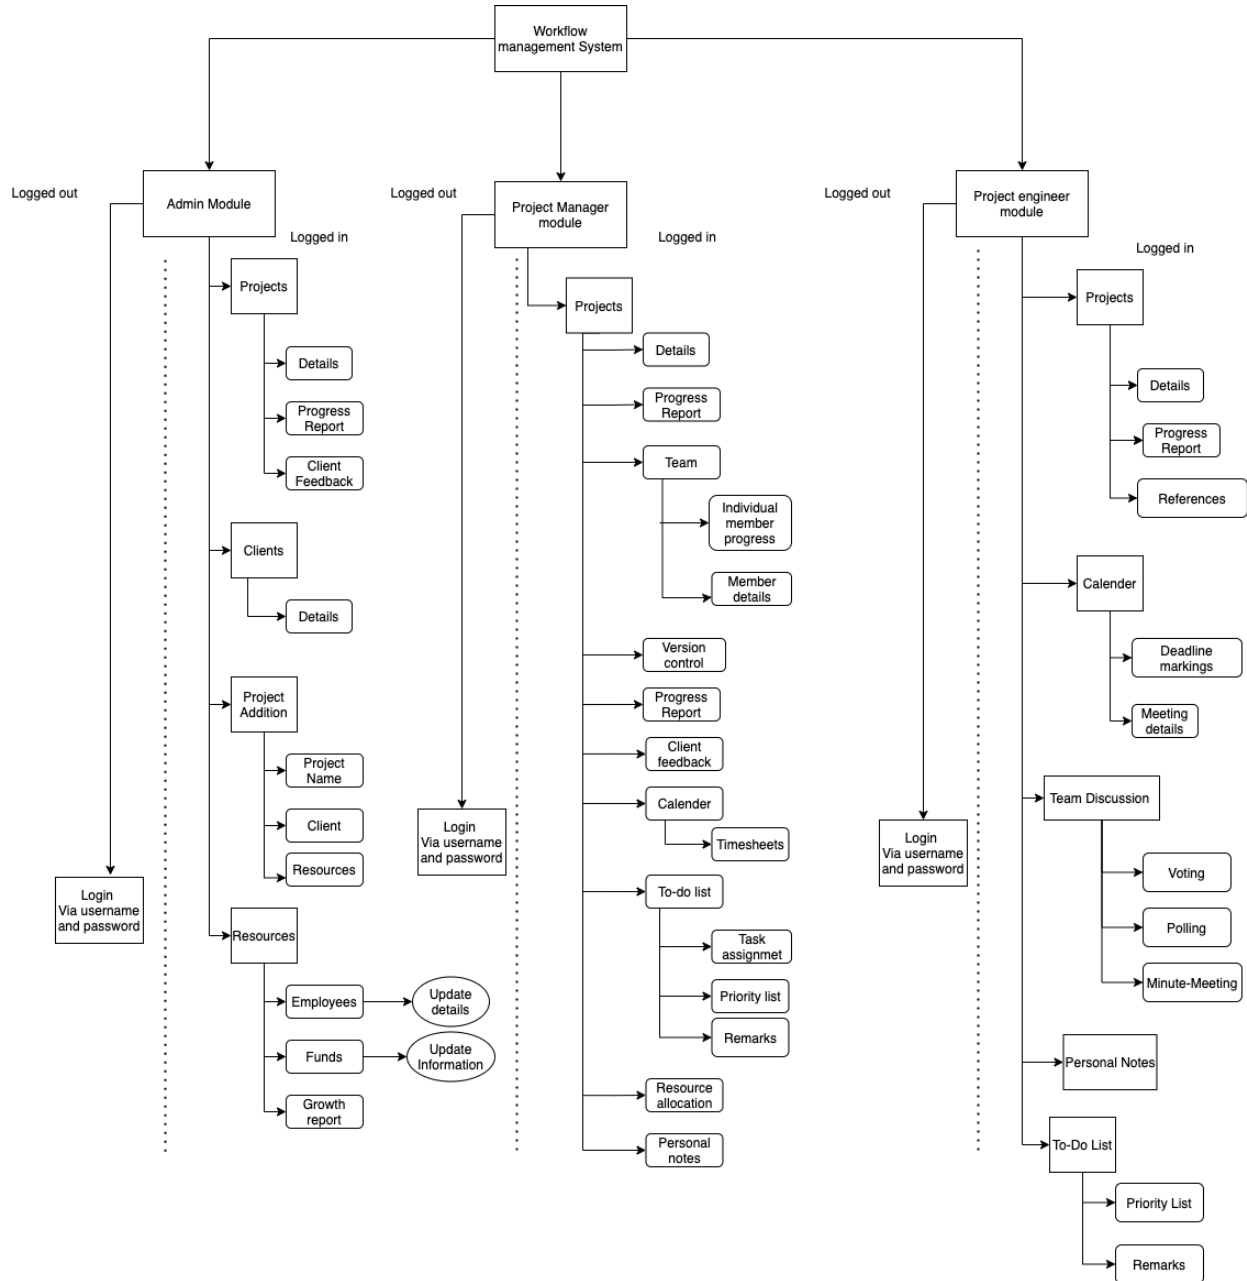 Workflow
management System
Logged out
Admin Module
Logged in
Projects
Details
Progress
Report
Client
Feedback
Clients
Details
Project
Addition
Project
Name
Client
Resources
Login
Via username
and password
Resources
Employees
Update
details
Funds
Update
Information
Growth
report
Logged out
Project Manager
module
Logged in
Projects
Details
Progress
Report
Team
Individual
member
progress
Member
details
Version
control
Progress
Report
Client
feedback
Calender
Timesheets
Login
Via username
and password
To-do list
Task
assignmet
Priority list
Remarks
Resource
allocation
Personal
notes
Logged out
Project engineer
module
Logged in
Projects
Details
Progress
Report
References
Calender
Deadline
markings
Meeting
details
Team Discussion
Login
Via username
and password
Voting
Polling
Minute-Meeting
Personal Notes
To-Do List
Priority List
Remarks